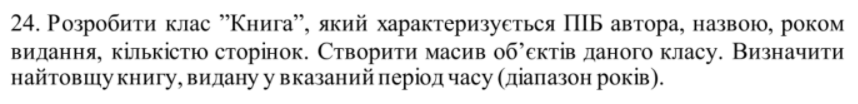 24. Розробити клас ”Книга”, який характеризується ПІБ автора, назвою, роком
видання, кількістю сторінок. Створити масив об’єктів даного класу. Визначити
найтовщу книгу, видану у вказаний період часу (діапазон років).